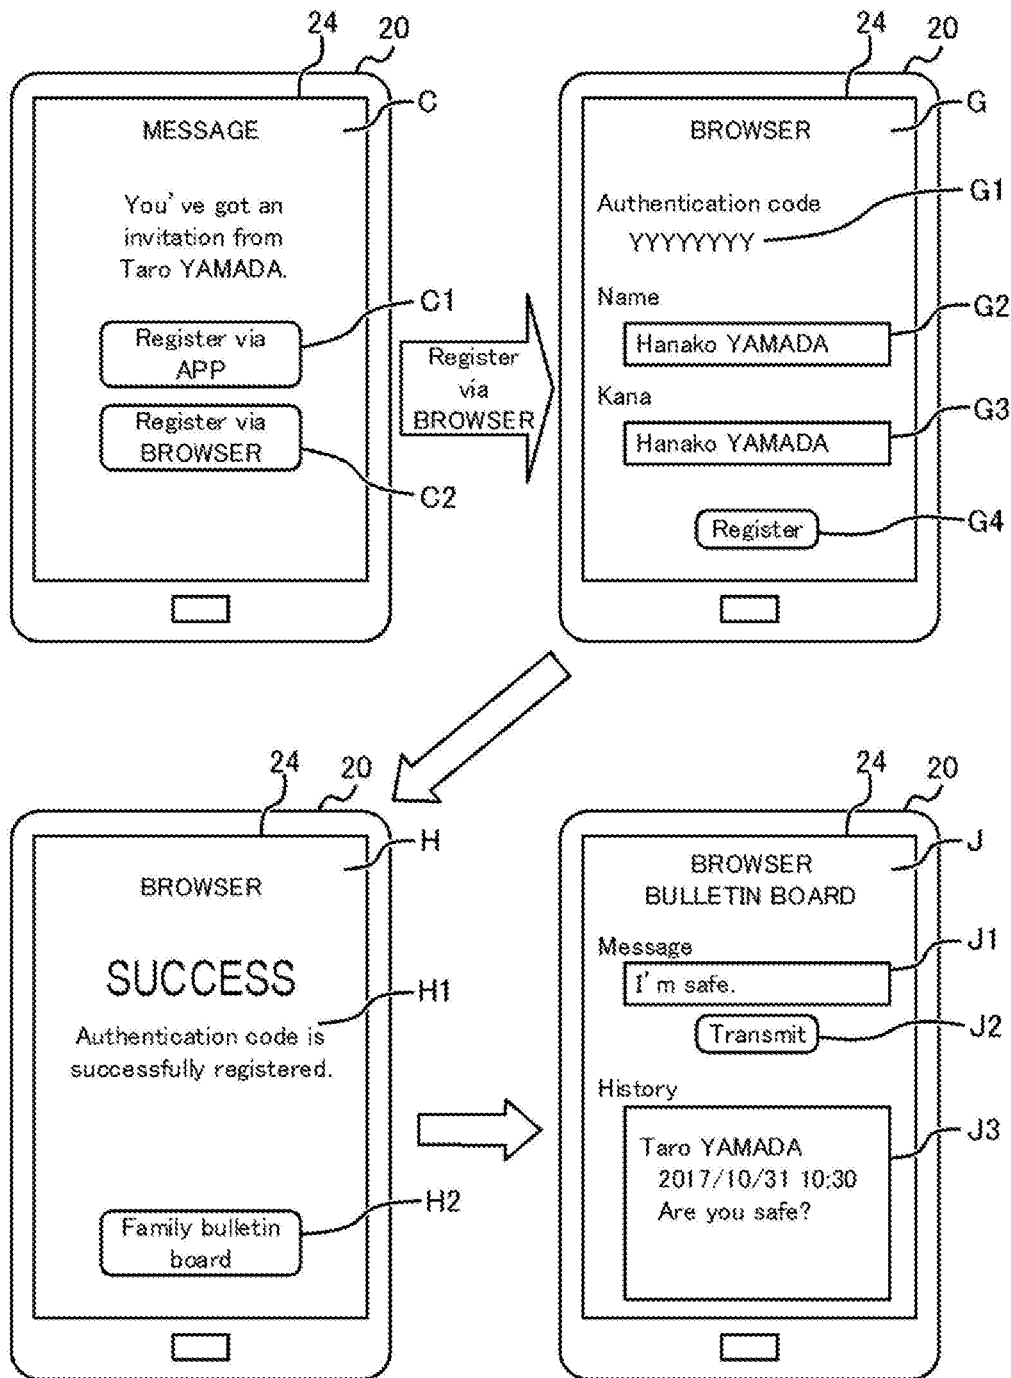 24
20
C
MESSAGE
You've got an
invitation from
Taro YAMADA.
C1
Register via
APP
Register via
BROWSER
C2
Register
via
BROWSER
24
20
G
BROWSER
G1
Authentication code
YYYYYYYY
Name
G2
Hanako YAMADA
Kana
G3
Hanako YAMADA
Register
G4
24
20
H
BROWSER
SUCCESS
H1
Authentication code is
successfully registered.
H2
Family bulletin
board
24
20
J
BROWSER
BULLETIN BOARD
Message
J1
I'm safe.
Transmit
J2
History
J3
Taro YAMADA
2017/10/31 10:30
Are you safe?